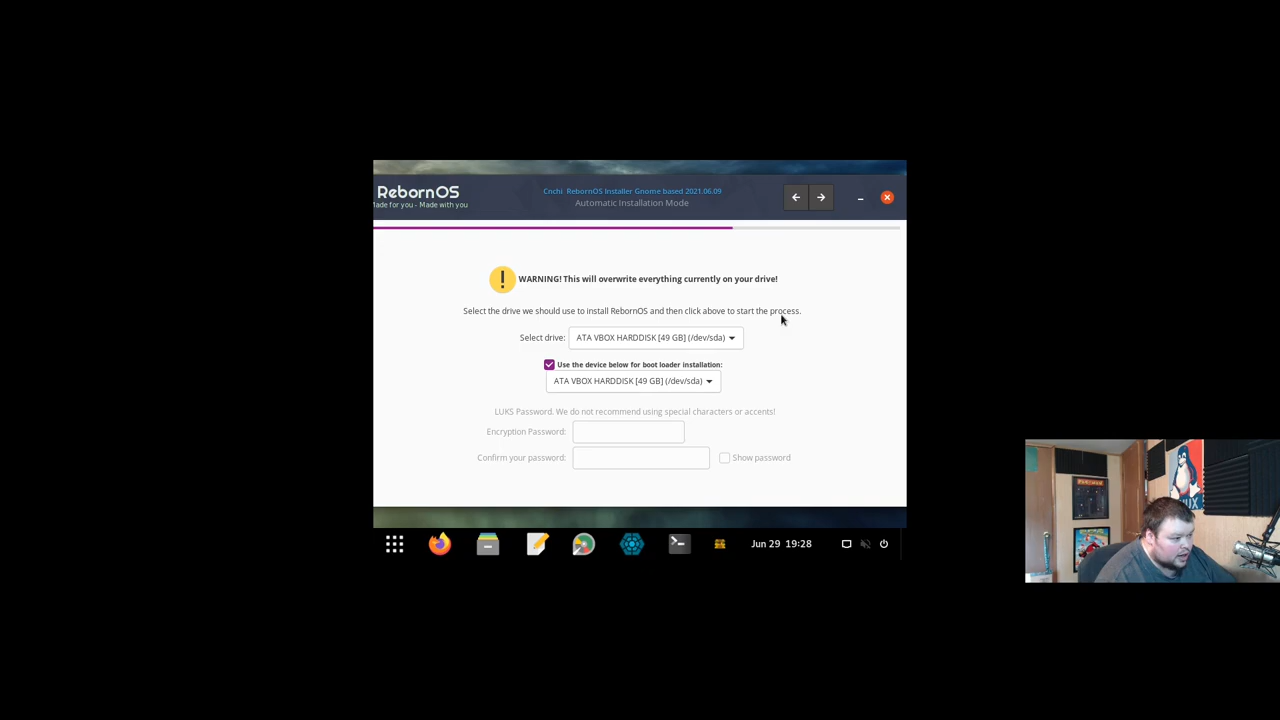 RebornOS
Made for you - Made with you
Cnchi RebornOS Installer Gnome based 2021.06.09
Automatic Installation Mode
WARNING! This will overwrite everything currently on your drive!
Select the drive we should use to install RebornOS and then click above to start the process.
Select drive: ATA VBOX HARDDISK [49 GB] (/dev/sda)
Use the device below for boot loader installation:
ATA VBOX HARDDISK [49 GB] (/dev/sda)
LUKS Password. We do not recommend using special characters or accents!
Encryption Password:
Confirm your password: Show password
Jun 29 19:28